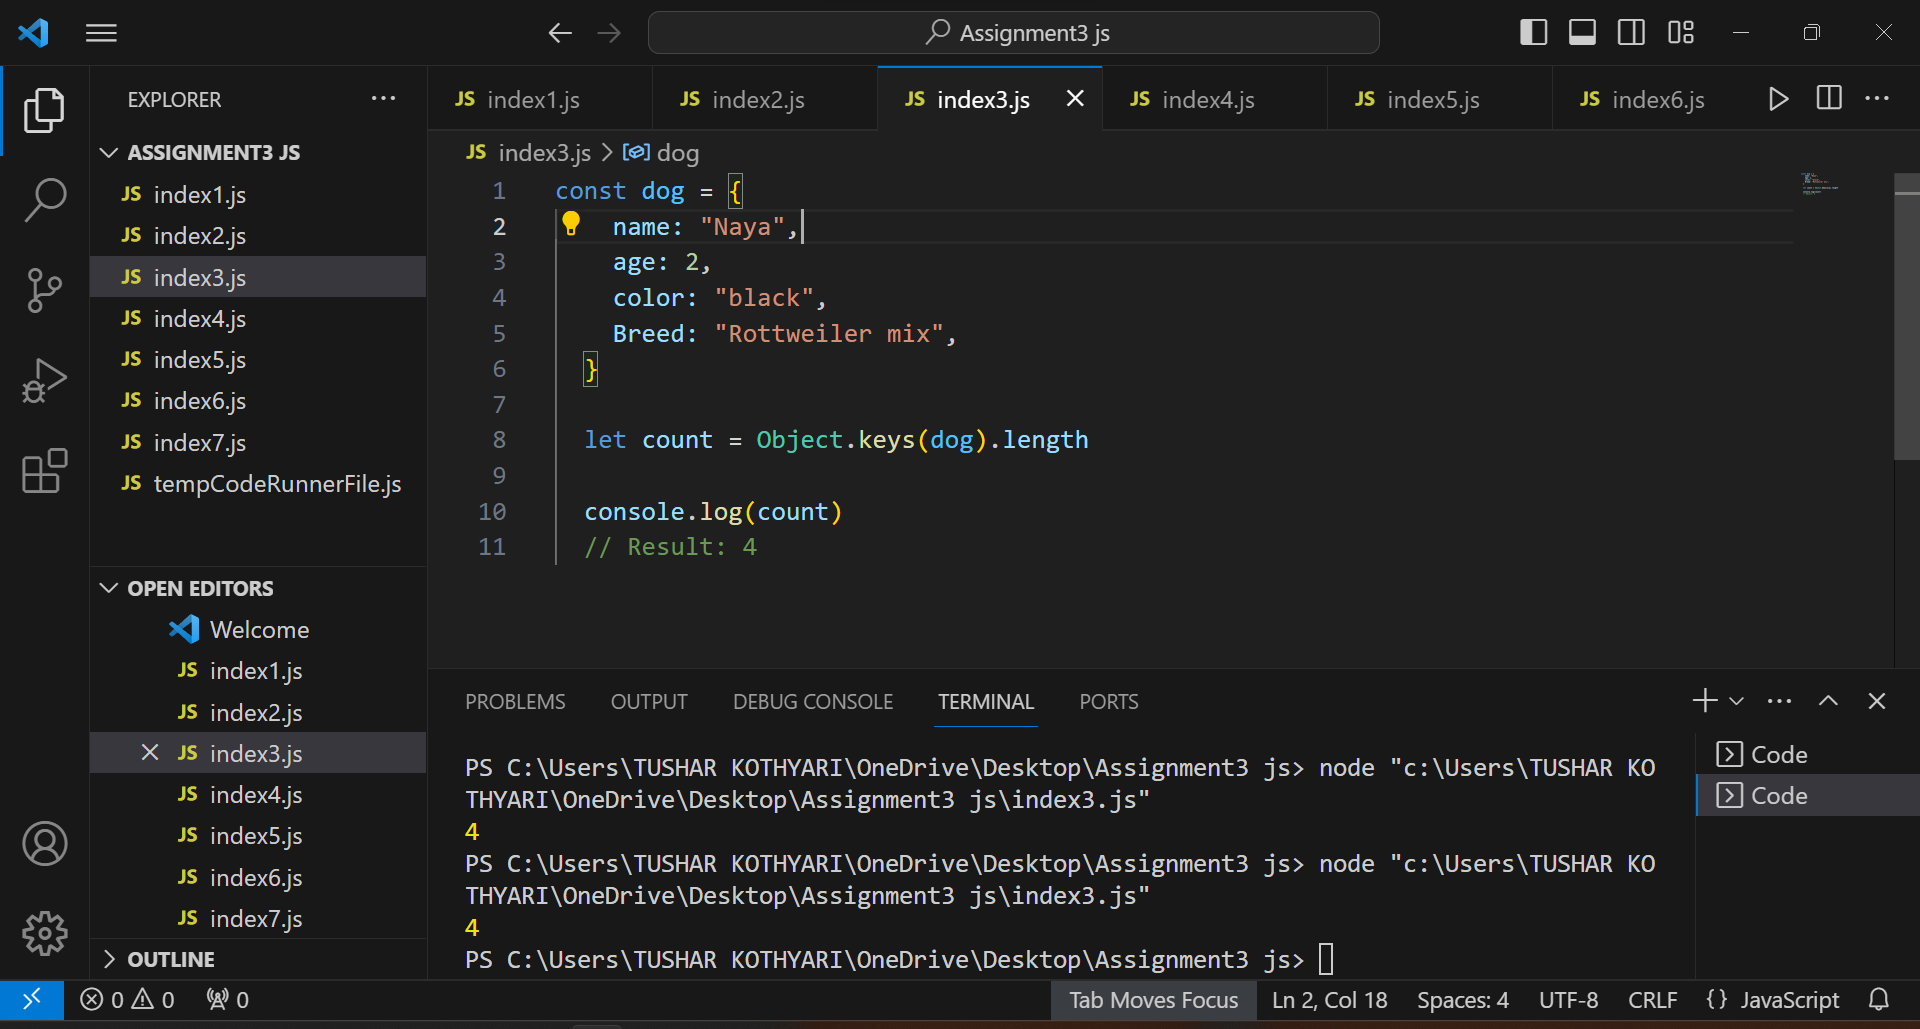 Assignment3 js
EXPLORER
ASSIGNMENT3 JS
JS index1.js
JS index2.js
JS index3.js
JS index4.js
JS index5.js
JS index6.js
JS index7.js
JS tempCodeRunnerFile.js
OPEN EDITORS
Welcome
JS index1.js
JS index2.js
JS index3.js
JS index4.js
JS index5.js
JS index6.js
JS index7.js
OUTLINE
JS index1.js JS index2.js JS index3.js JS index4.js JS index5.js JS index6.js
JS index3.js > dog
1 const dog = {
2 name: "Naya",
3 age: 2,
4 color: "black",
5 Breed: "Rottweiler mix",
6 }
7
8 let count = Object.keys(dog).length
9
10 console.log(count)
11 // Result: 4
PROBLEMS OUTPUT DEBUG CONSOLE TERMINAL PORTS
PS C:\Users\TUSHAR KOTHYARI\OneDrive\Desktop\Assignment3 js> node "c:\Users\TUSHAR KO
THYARI\OneDrive\Desktop\Assignment3 js\index3.js"
4
PS C:\Users\TUSHAR KOTHYARI\OneDrive\Desktop\Assignment3 js> node "c:\Users\TUSHAR KO
THYARI\OneDrive\Desktop\Assignment3 js\index3.js"
4
PS C:\Users\TUSHAR KOTHYARI\OneDrive\Desktop\Assignment3 js>
Code
Code
0 0 0 Tab Moves Focus Ln 2, Col 18 Spaces: 4 UTF-8 CRLF {} JavaScript